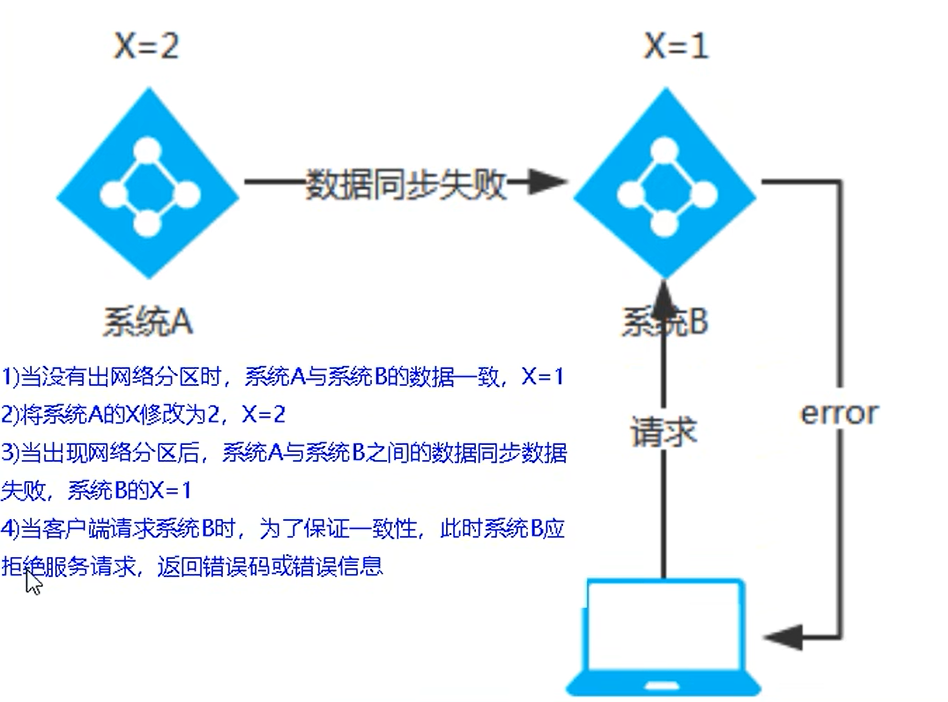 X=2
X=1
数据同步失败
系统A
系统B
1)当没有出网络分区时，系统A与系统B的数据一致，X=1
2)将系统A的X修改为2，X=2
3)当出现网络分区后，系统A与系统B之间的数据同步数据
失败，系统B的X=1
4)当客户端请求系统B时，为了保证一致性，此时系统B应
拒绝服务请求，返回错误码或错误信息
请求
error